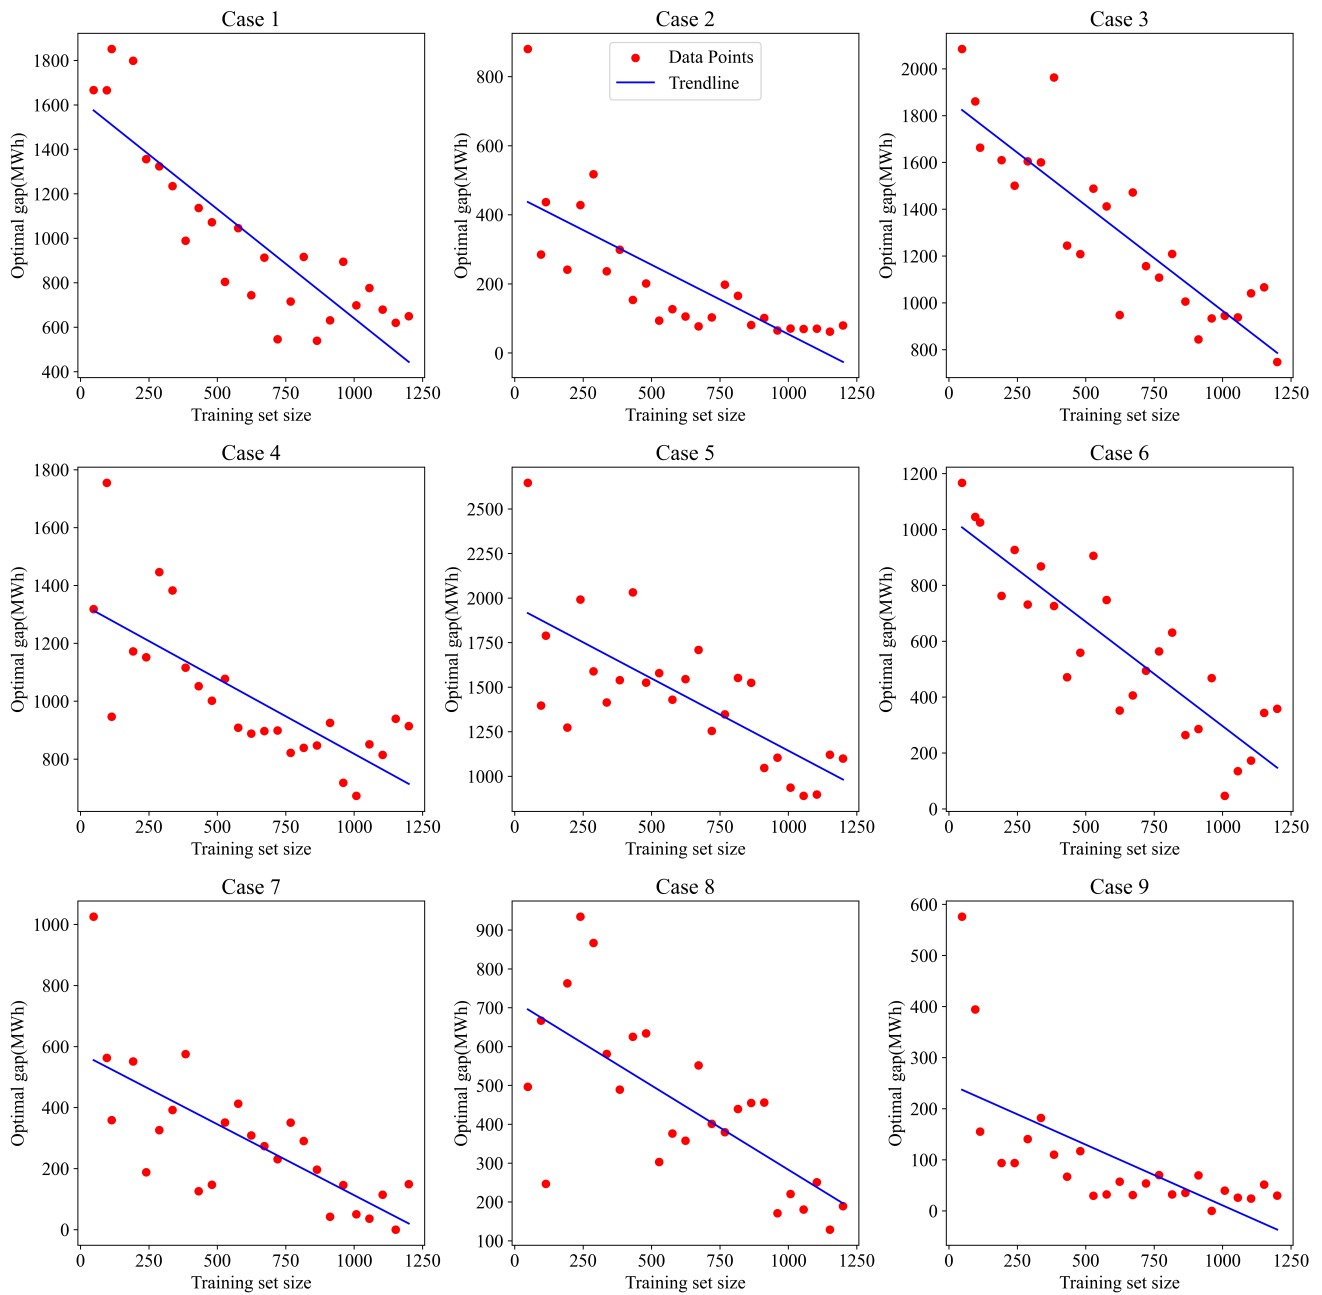 Case 1
Optimal gap(MWh)
1800
1600
1400
1200
1000
800
600
400
0 250 500 750 1000 1250
Training set size
Case 2
Data Points
Trendline
Optimal gap(MWh)
800
600
400
200
0
0 250 500 750 1000 1250
Training set size
Case 3
Optimal gap(MWh)
2000
1800
1600
1400
1200
1000
800
0 250 500 750 1000 1250
Training set size
Case 4
Optimal gap(MWh)
1800
1600
1400
1200
1000
800
0 250 500 750 1000 1250
Training set size
Case 5
Optimal gap(MWh)
2500
2250
2000
1750
1500
1250
1000
0 250 500 750 1000 1250
Training set size
Case 6
Optimal gap(MWh)
1200
1000
800
600
400
200
0
0 250 500 750 1000 1250
Training set size
Case 7
Optimal gap(MWh)
1000
800
600
400
200
0
0 250 500 750 1000 1250
Training set size
Case 8
Optimal gap(MWh)
900
800
700
600
500
400
300
200
100
0 250 500 750 1000 1250
Training set size
Case 9
Optimal gap(MWh)
600
500
400
300
200
100
0
0 250 500 750 1000 1250
Training set size